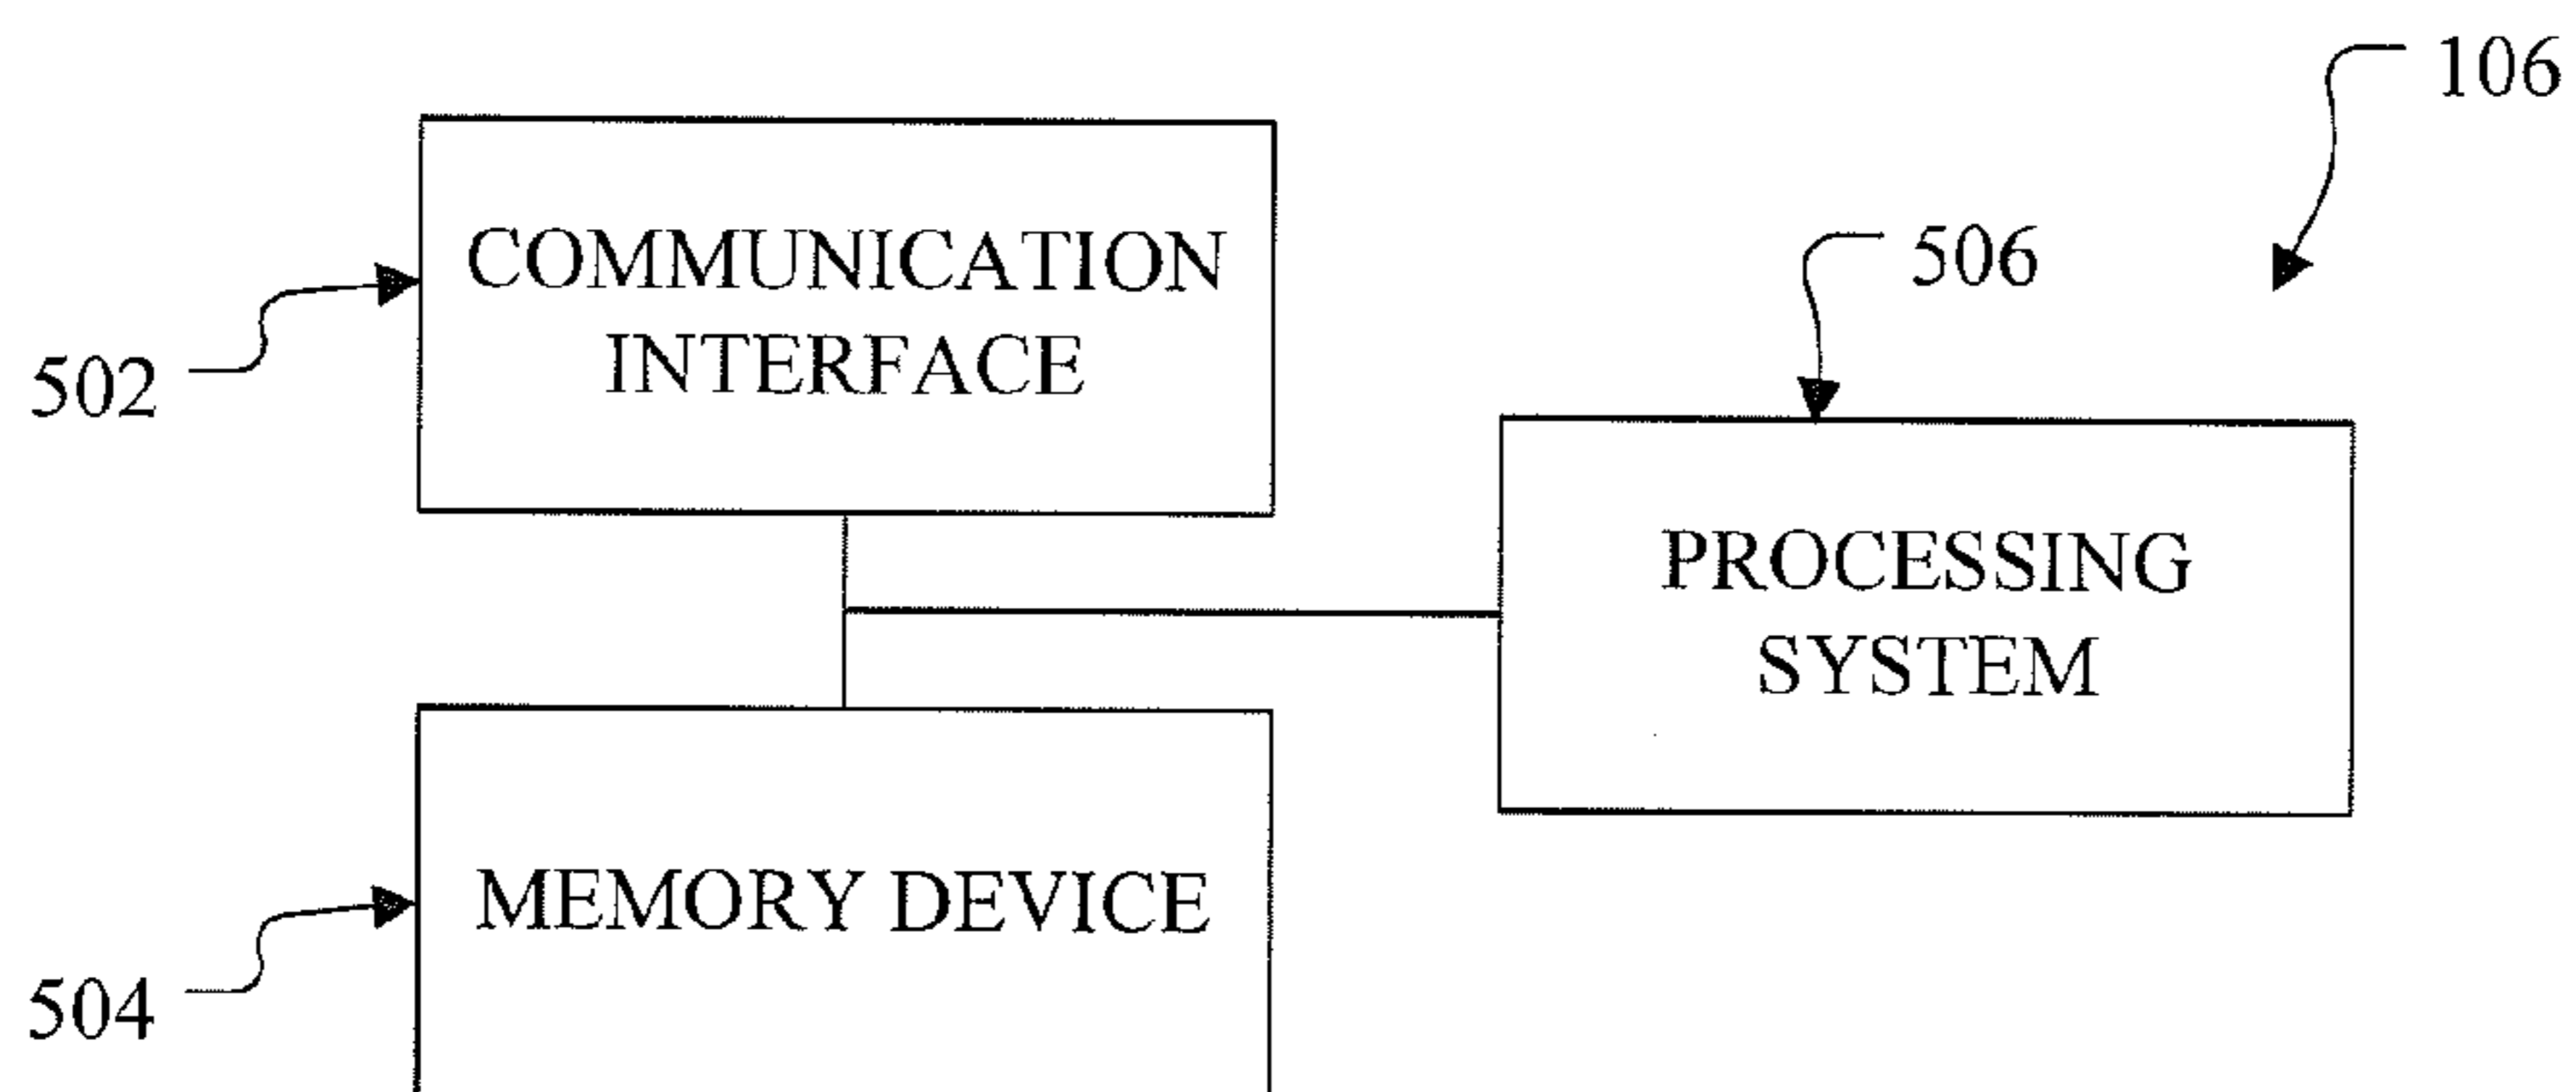 106
COMMUNICATION
INTERFACE
506
502
PROCESSING
SYSTEM
MEMORY DEVICE
504